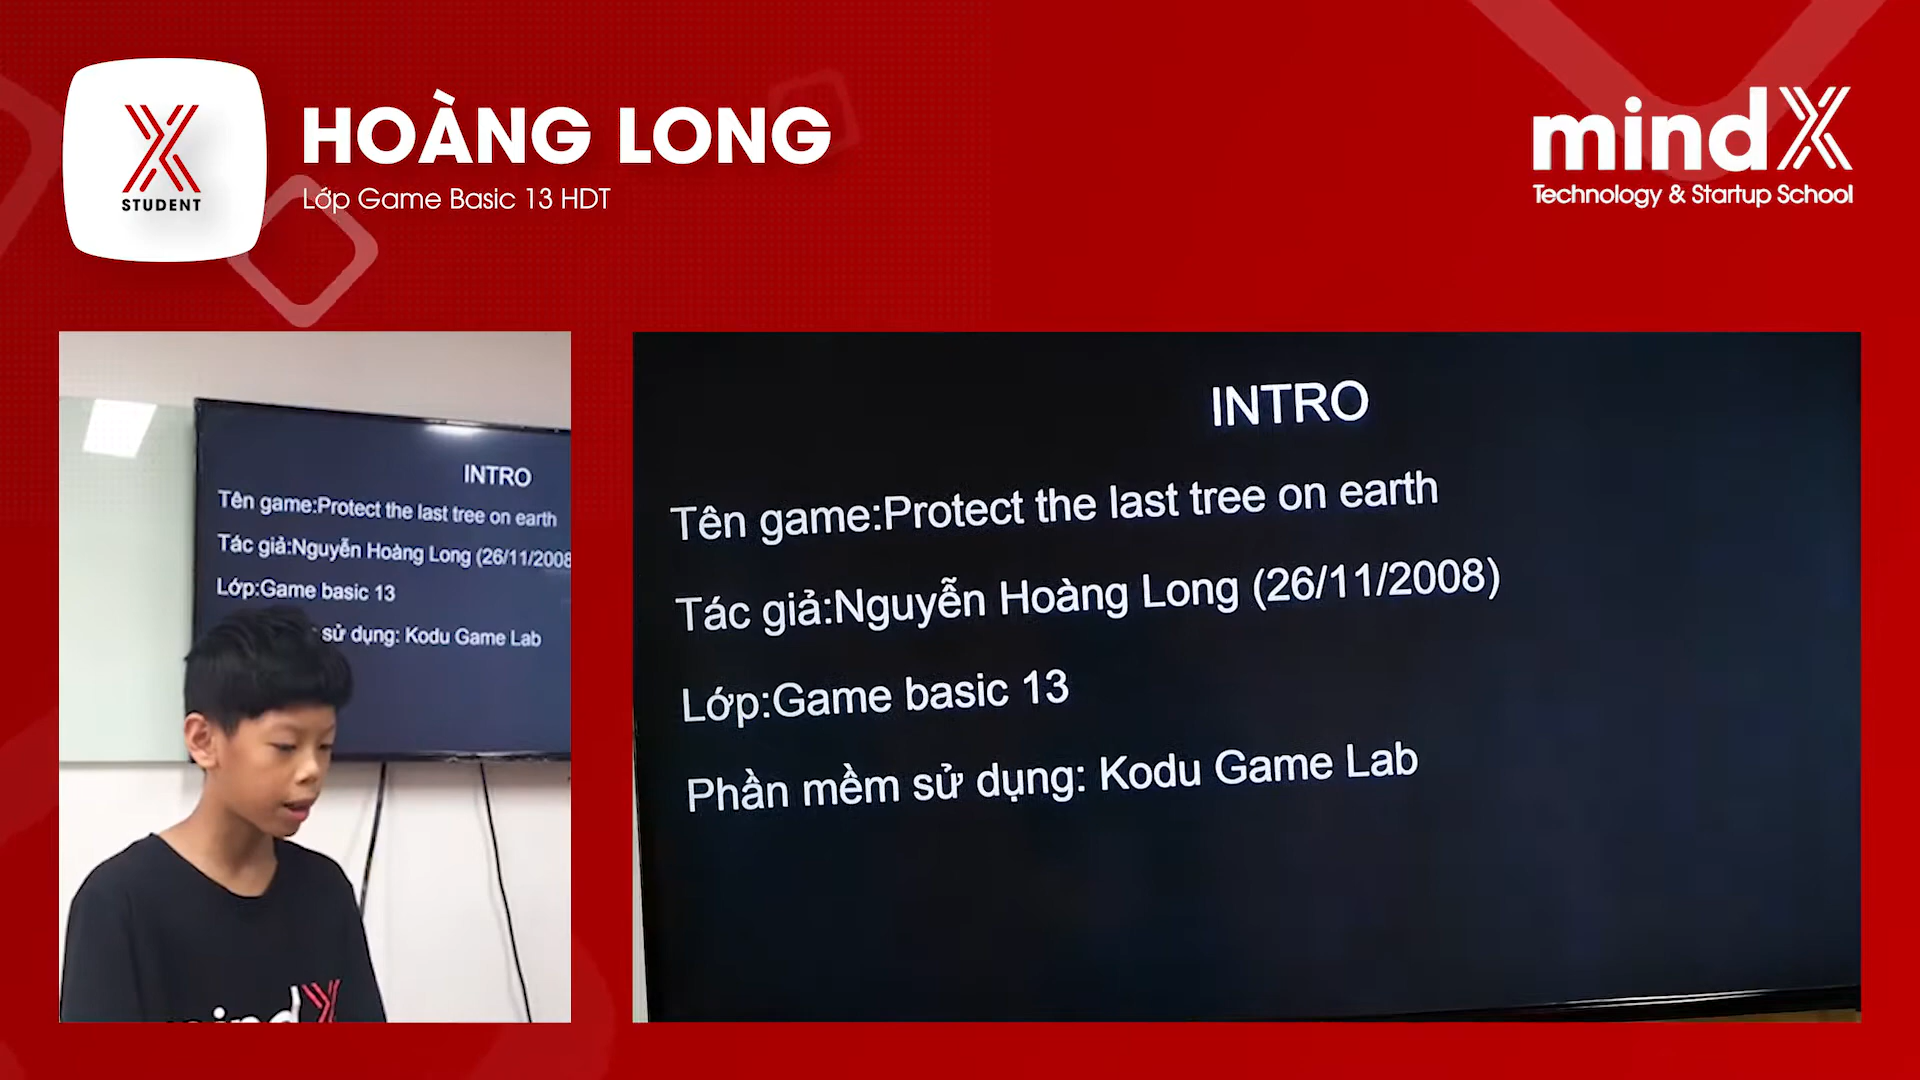 HOÀNG LONG
Lớp Game Basic 13 HDT
STUDENT
mindX
Technology & Startup School
INTRO
Tên game:Protect the last tree on earth
Tác giả:Nguyễn Hoàng Long (26/11/2008
Lớp:Game basic 13
sử dụng: Kodu Game Lab
mindX
INTRO
Tên game:Protect the last tree on earth
Tác giả:Nguyễn Hoàng Long (26/11/2008)
Lớp:Game basic 13
Phần mềm sử dụng: Kodu Game Lab